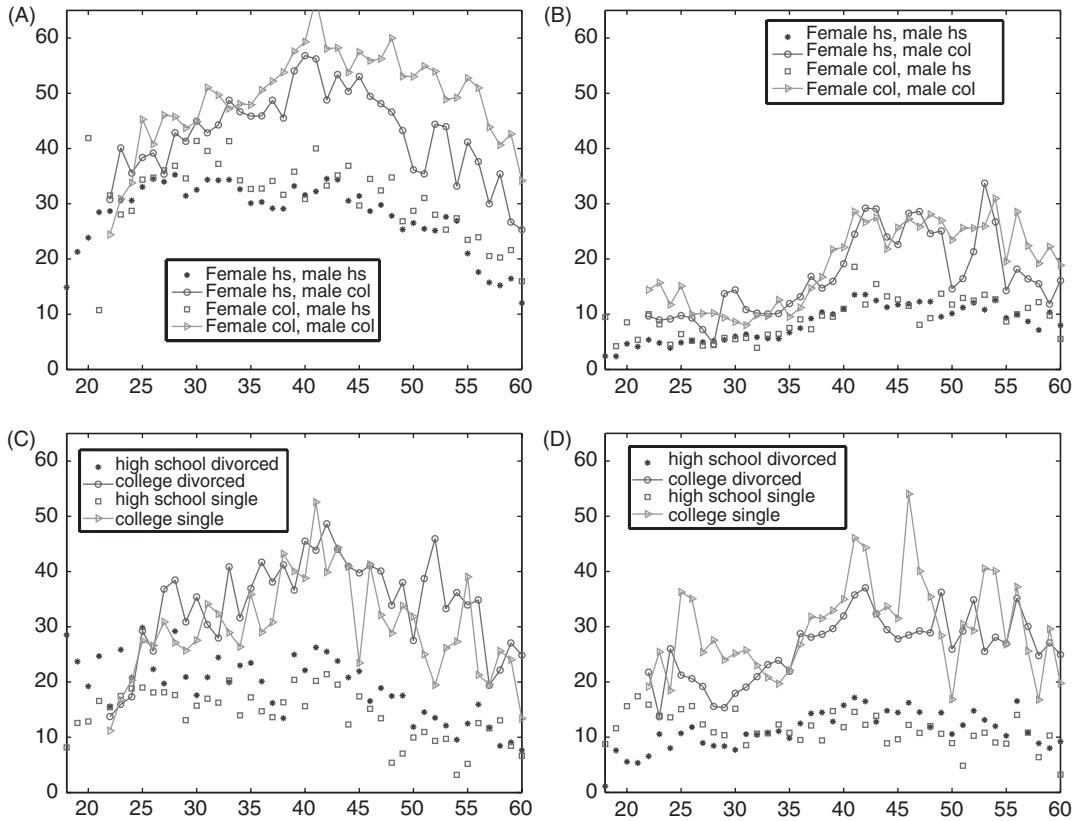 (A)
60
50
40
30
20
10
0
Female hs, male hs
Female hs, male col
Female col, male hs
Female col, male col
20 25 30 35 40 45 50 55 60
(B)
60
50
40
30
20
10
0
Female hs, male hs
Female hs, male col
Female col, male hs
Female col, male col
20 25 30 35 40 45 50 55 60
(C)
60
50
40
30
20
10
0
high school divorced
college divorced
high school single
college single
20 25 30 35 40 45 50 55 60
(D)
60
50
40
30
20
10
0
high school divorced
college divorced
high school single
college single
20 25 30 35 40 45 50 55 60